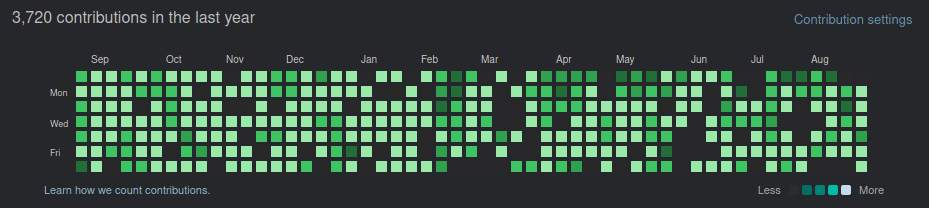 3,720 contributions in the last year
Contribution settings
Sep Oct Nov Dec Jan Feb Mar Apr May Jun Jul Aug
Mon
Wed
Fri
Learn how we count contributions.
Less More